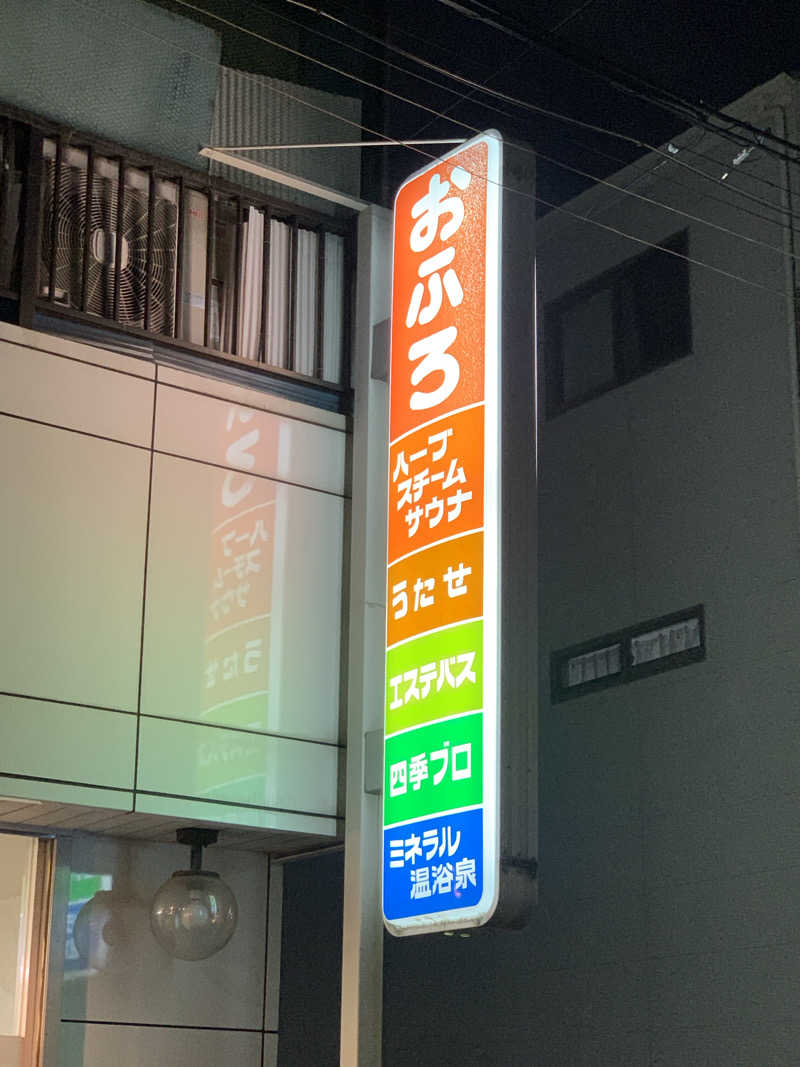 おふろ
ハーブ
スチーム
サウナ
うたせ
エステバス
四季ブロ
ミネラル
温浴泉